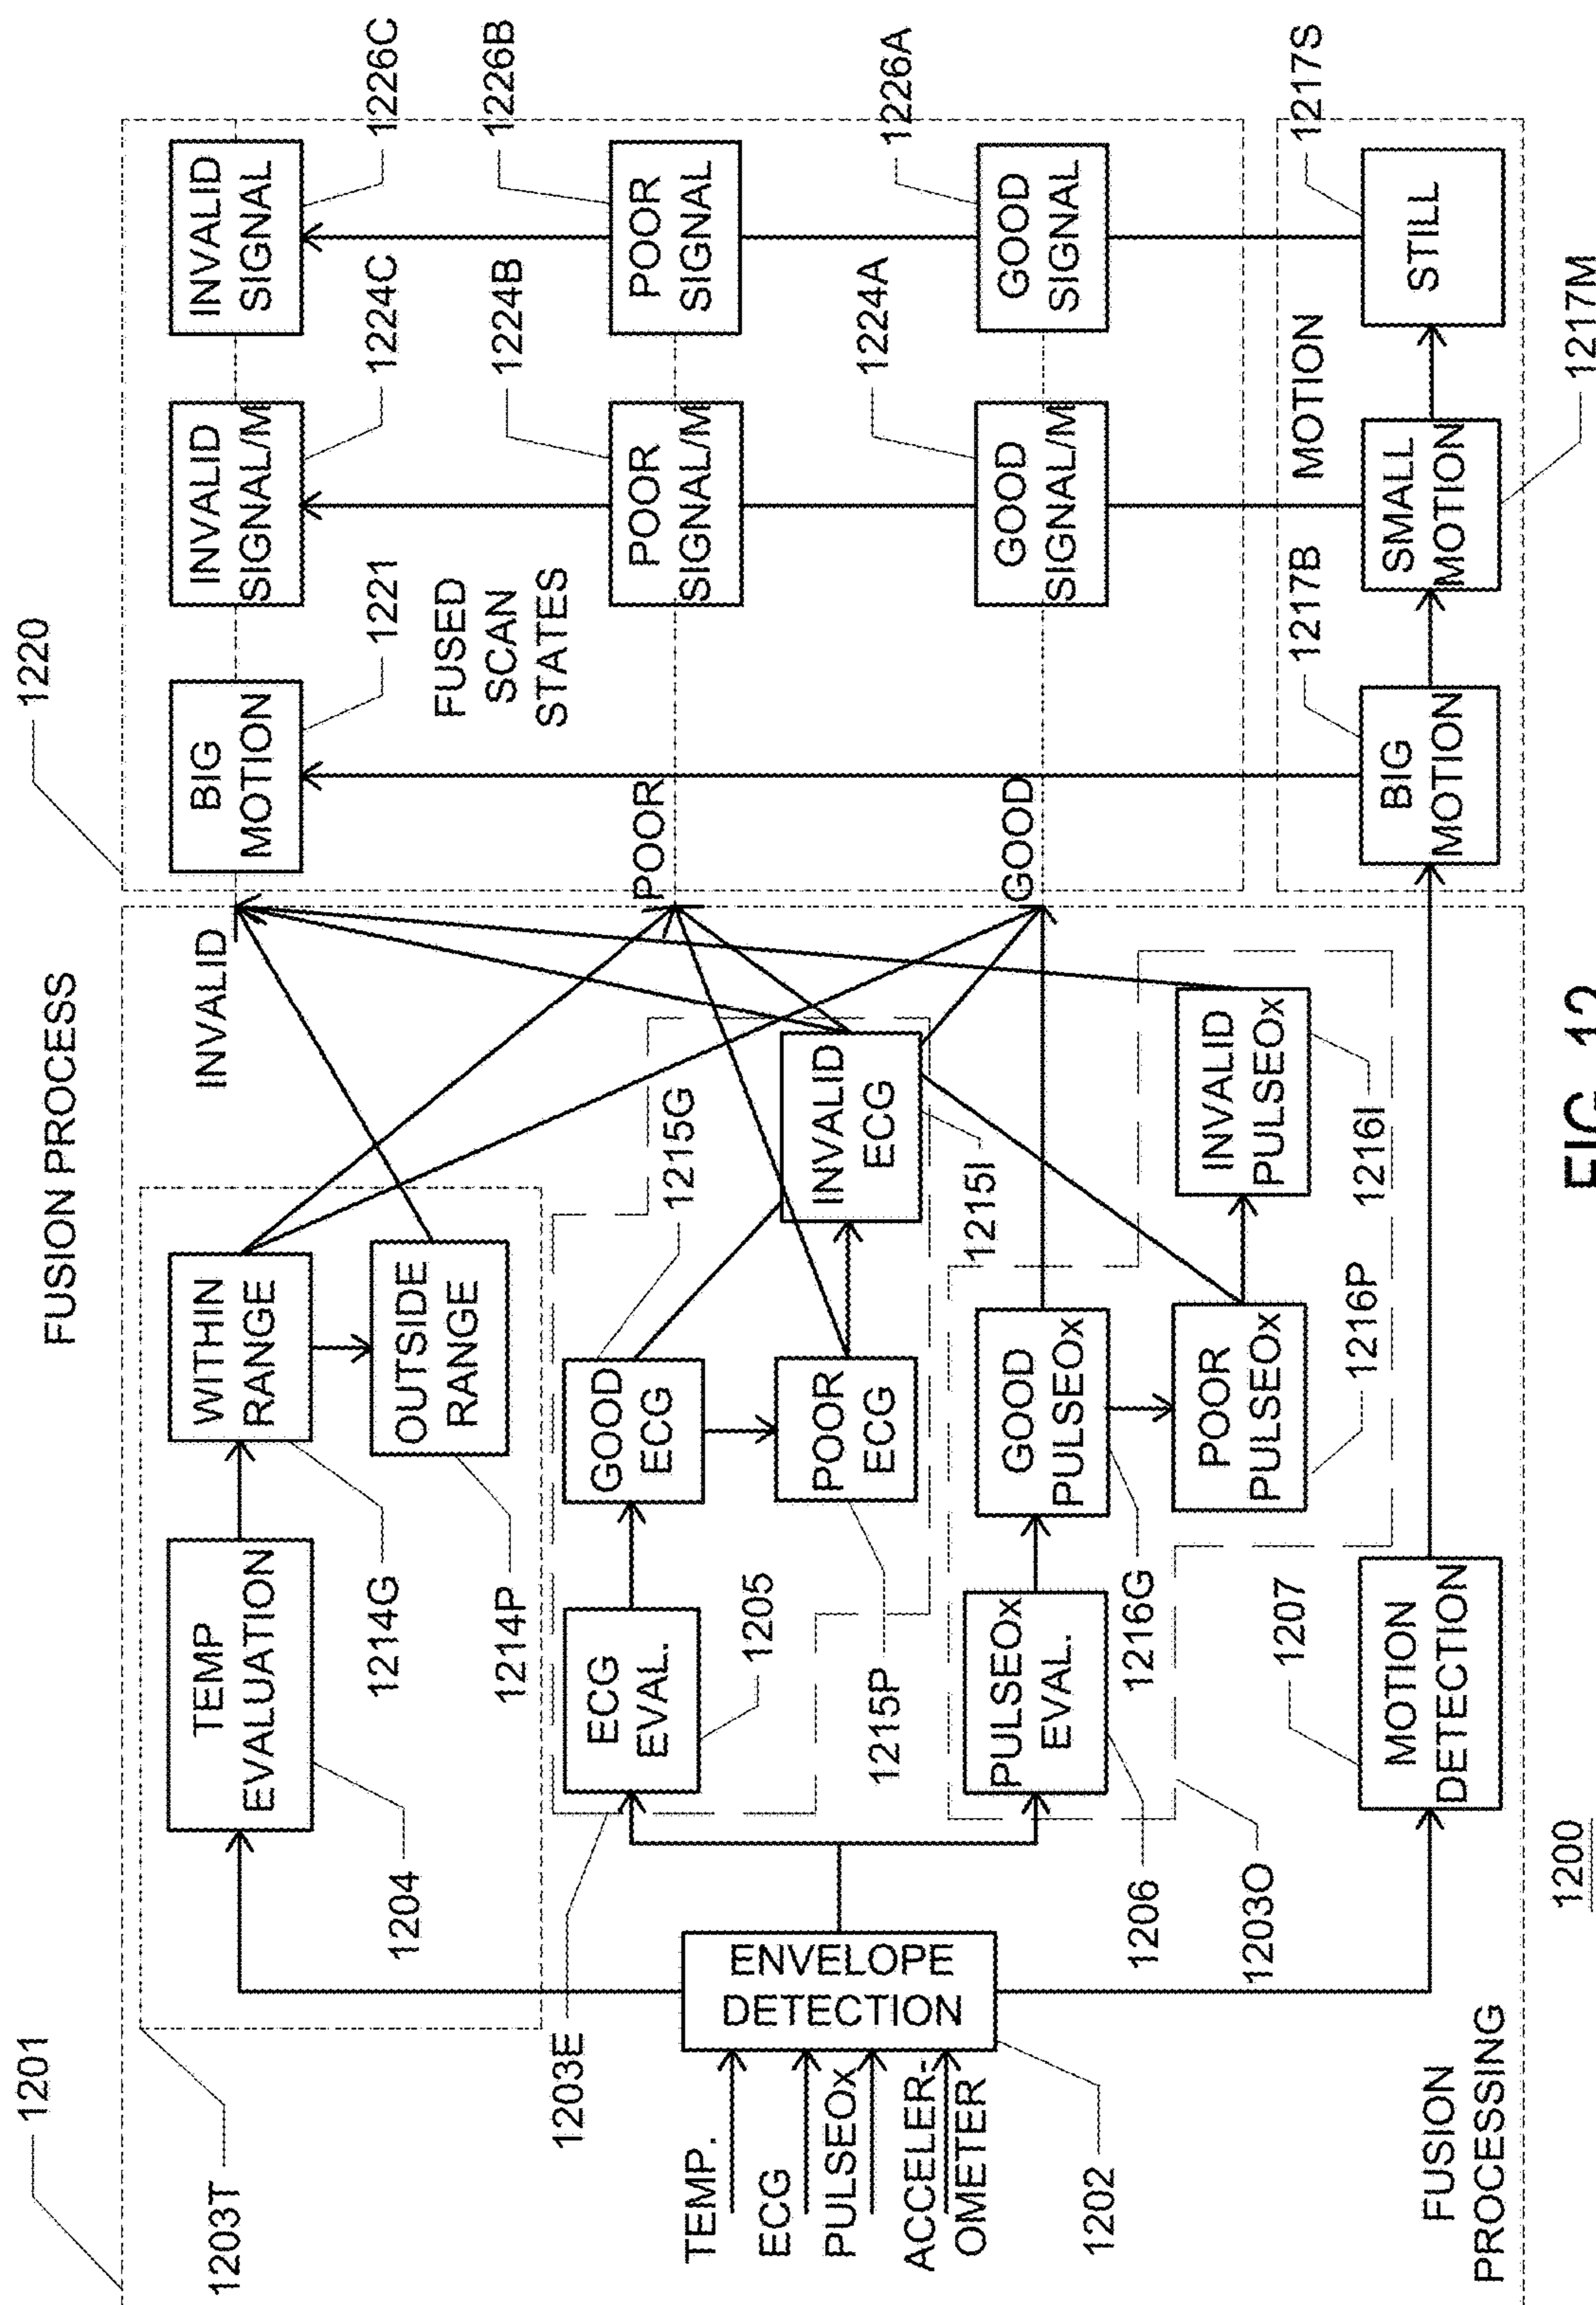 FUSION PROCESS
1201
1220
1203T
TEMP
EVALUATION
1204
WITHIN
RANGE
1214G
OUTSIDE
RANGE
1214P
INVALID
BIG
MOTION
1221
INVALID
SIGNAL/M
1224C
INVALID
SIGNAL
1226C
FUSED
SCAN
STATES
1203E
ECG
EVAL.
1205
GOOD
ECG
1215G
POOR
ECG
1215P
INVALID
ECG
1215I
POOR
POOR
SIGNAL/M
1224B
POOR
SIGNAL
1226B
TEMP.
ECG
PULSEOx
ACCELER-
OMETER
ENVELOPE
DETECTION
1202
PULSEOx
EVAL.
1206
1203O
GOOD
PULSEOx
1216G
POOR
PULSEOx
1216P
INVALID
PULSEOx
1216I
GOOD
GOOD
SIGNAL/M
1224A
GOOD
SIGNAL
1226A
MOTION
DETECTION
1207
BIG
MOTION
1217B
MOTION
SMALL
MOTION
1217M
STILL
1217S
FUSION
PROCESSING
1200